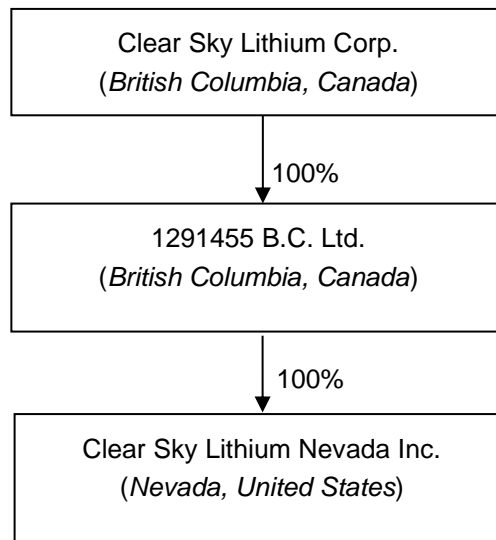 Clear Sky Lithium Corp.
(British Columbia, Canada)
100%
1291455 B.C. Ltd.
(British Columbia, Canada)
100%
Clear Sky Lithium Nevada Inc.
(Nevada, United States)